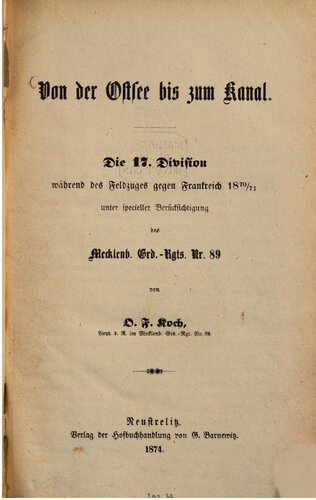 Von der Ostsee bis zum Kanal.
Die 17. Division
während des Feldzuges gegen Frankreich 18⁷⁰/₇₁
unter specieller Berücksichtigung
des
Mecklenb. Grd.-Rgts. Nr. 89
von
O. F. Koch,
Lieut. d. R. im Mecklenb. Grd.-Rgt. No. 89.
Neustrelitz.
Verlag der Hofbuchhandlung von G. Barnewitz.
1874.